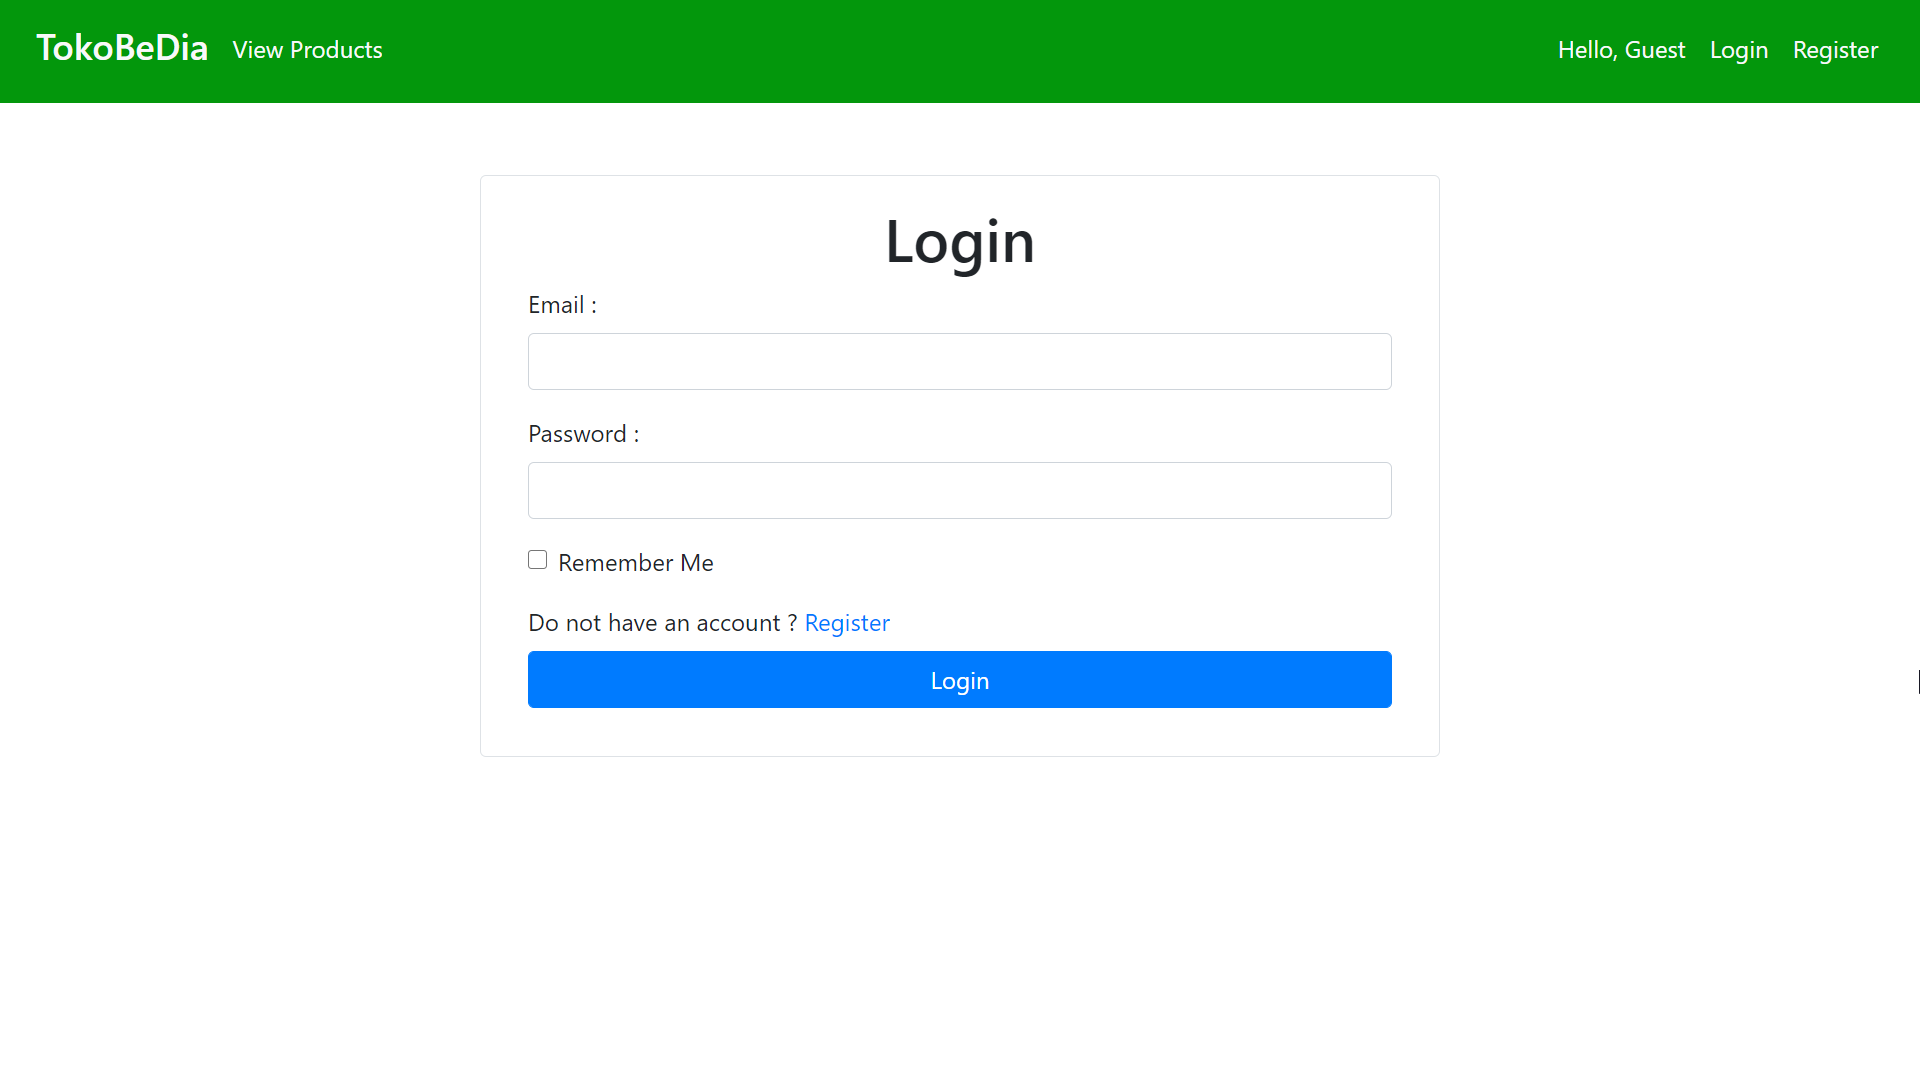 TokoBeDia View Products Hello, Guest Login Register
Login
Email :
Password :
Remember Me
Do not have an account ? Register
Login